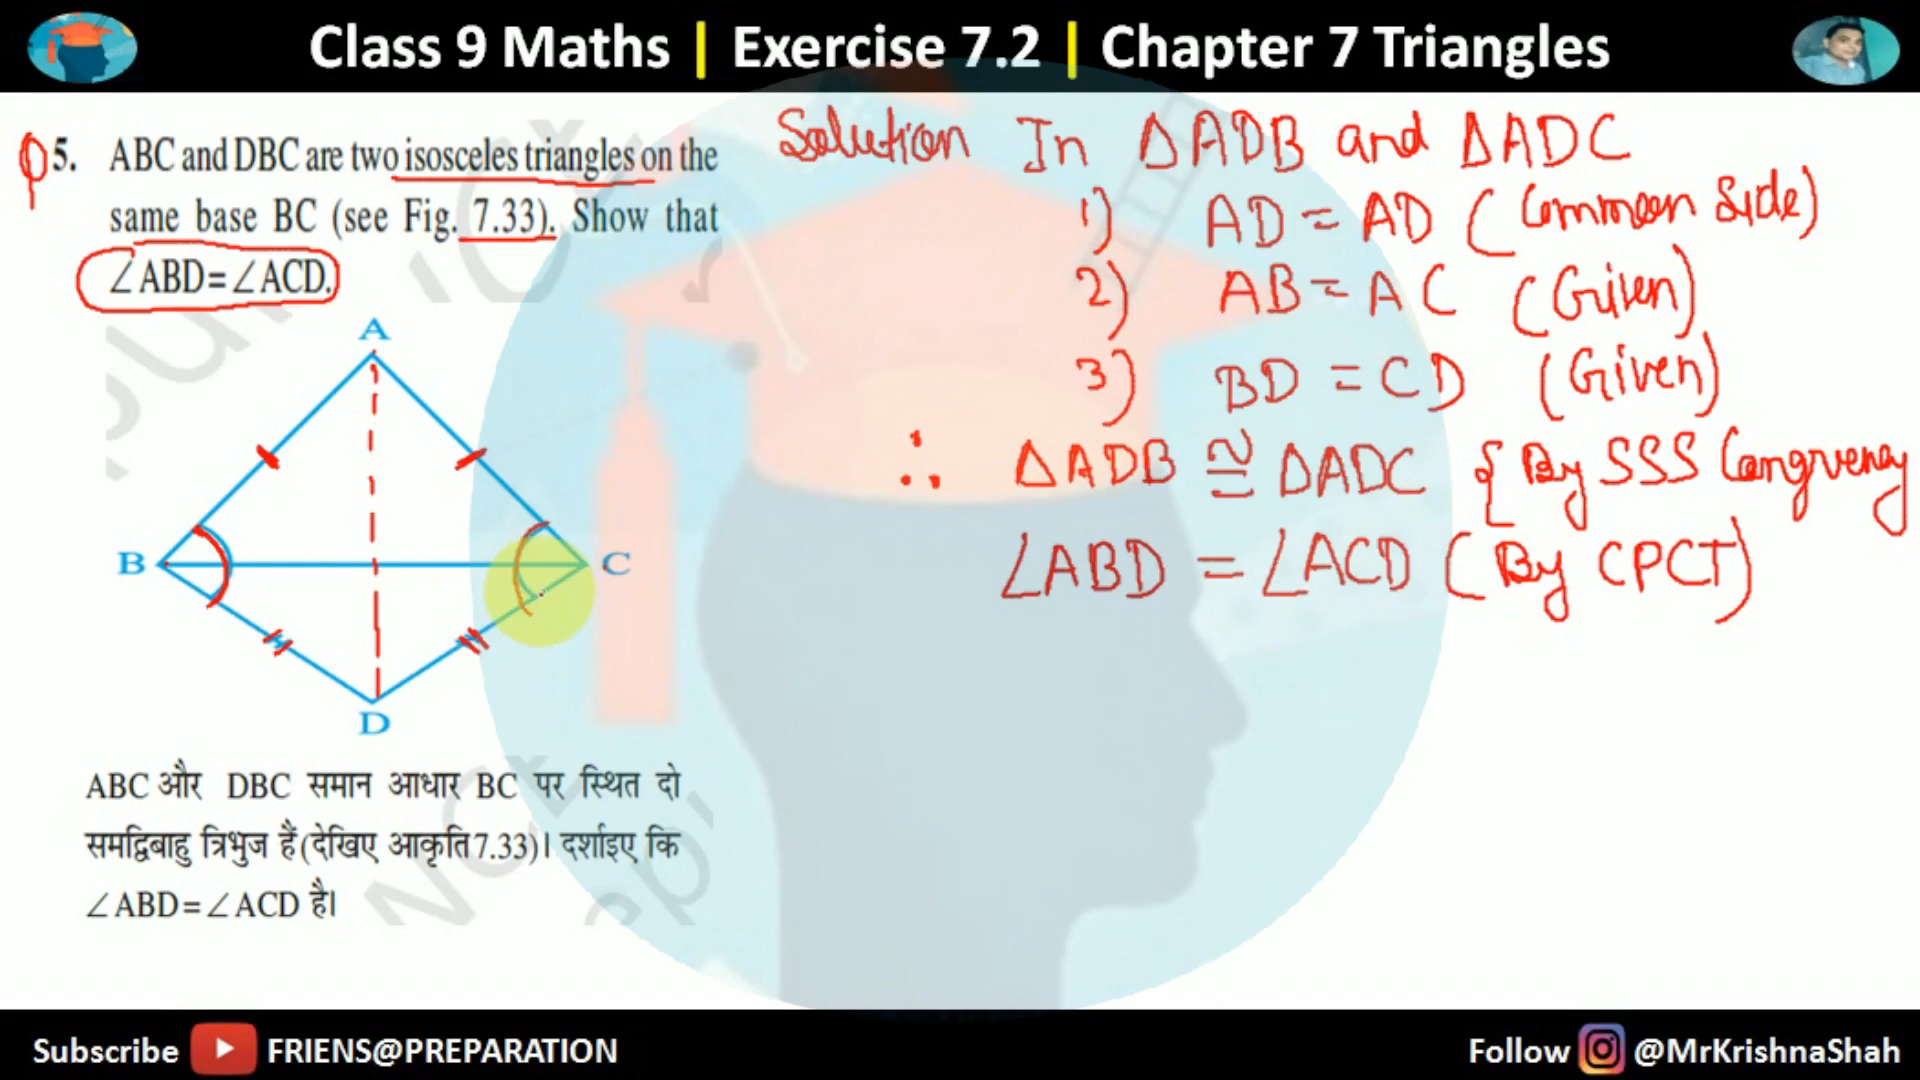 Class 9 Maths | Exercise 7.2 | Chapter 7 Triangles
Q5. ABC and DBC are two isosceles triangles on the
same base BC (see Fig. 7.33). Show that
∠ABD=∠ACD.
A
B
C
D
ABC और DBC समान आधार BC पर स्थित दो
समद्विबाहु त्रिभुज हैं (देखिए आकृति 7.33)। दर्शाइए कि
∠ABD=∠ACD है।
Solution In ΔADB and ΔADC
1) AD = AD (Common Side)
2) AB = AC (Given)
3) BD = CD (Given)
∴ ΔADB ≅ ΔADC { By SSS Congruency
∠ABD = ∠ACD (By CPCT)
Subscribe FRIENS@PREPARATION
Follow @MrKrishnaShah